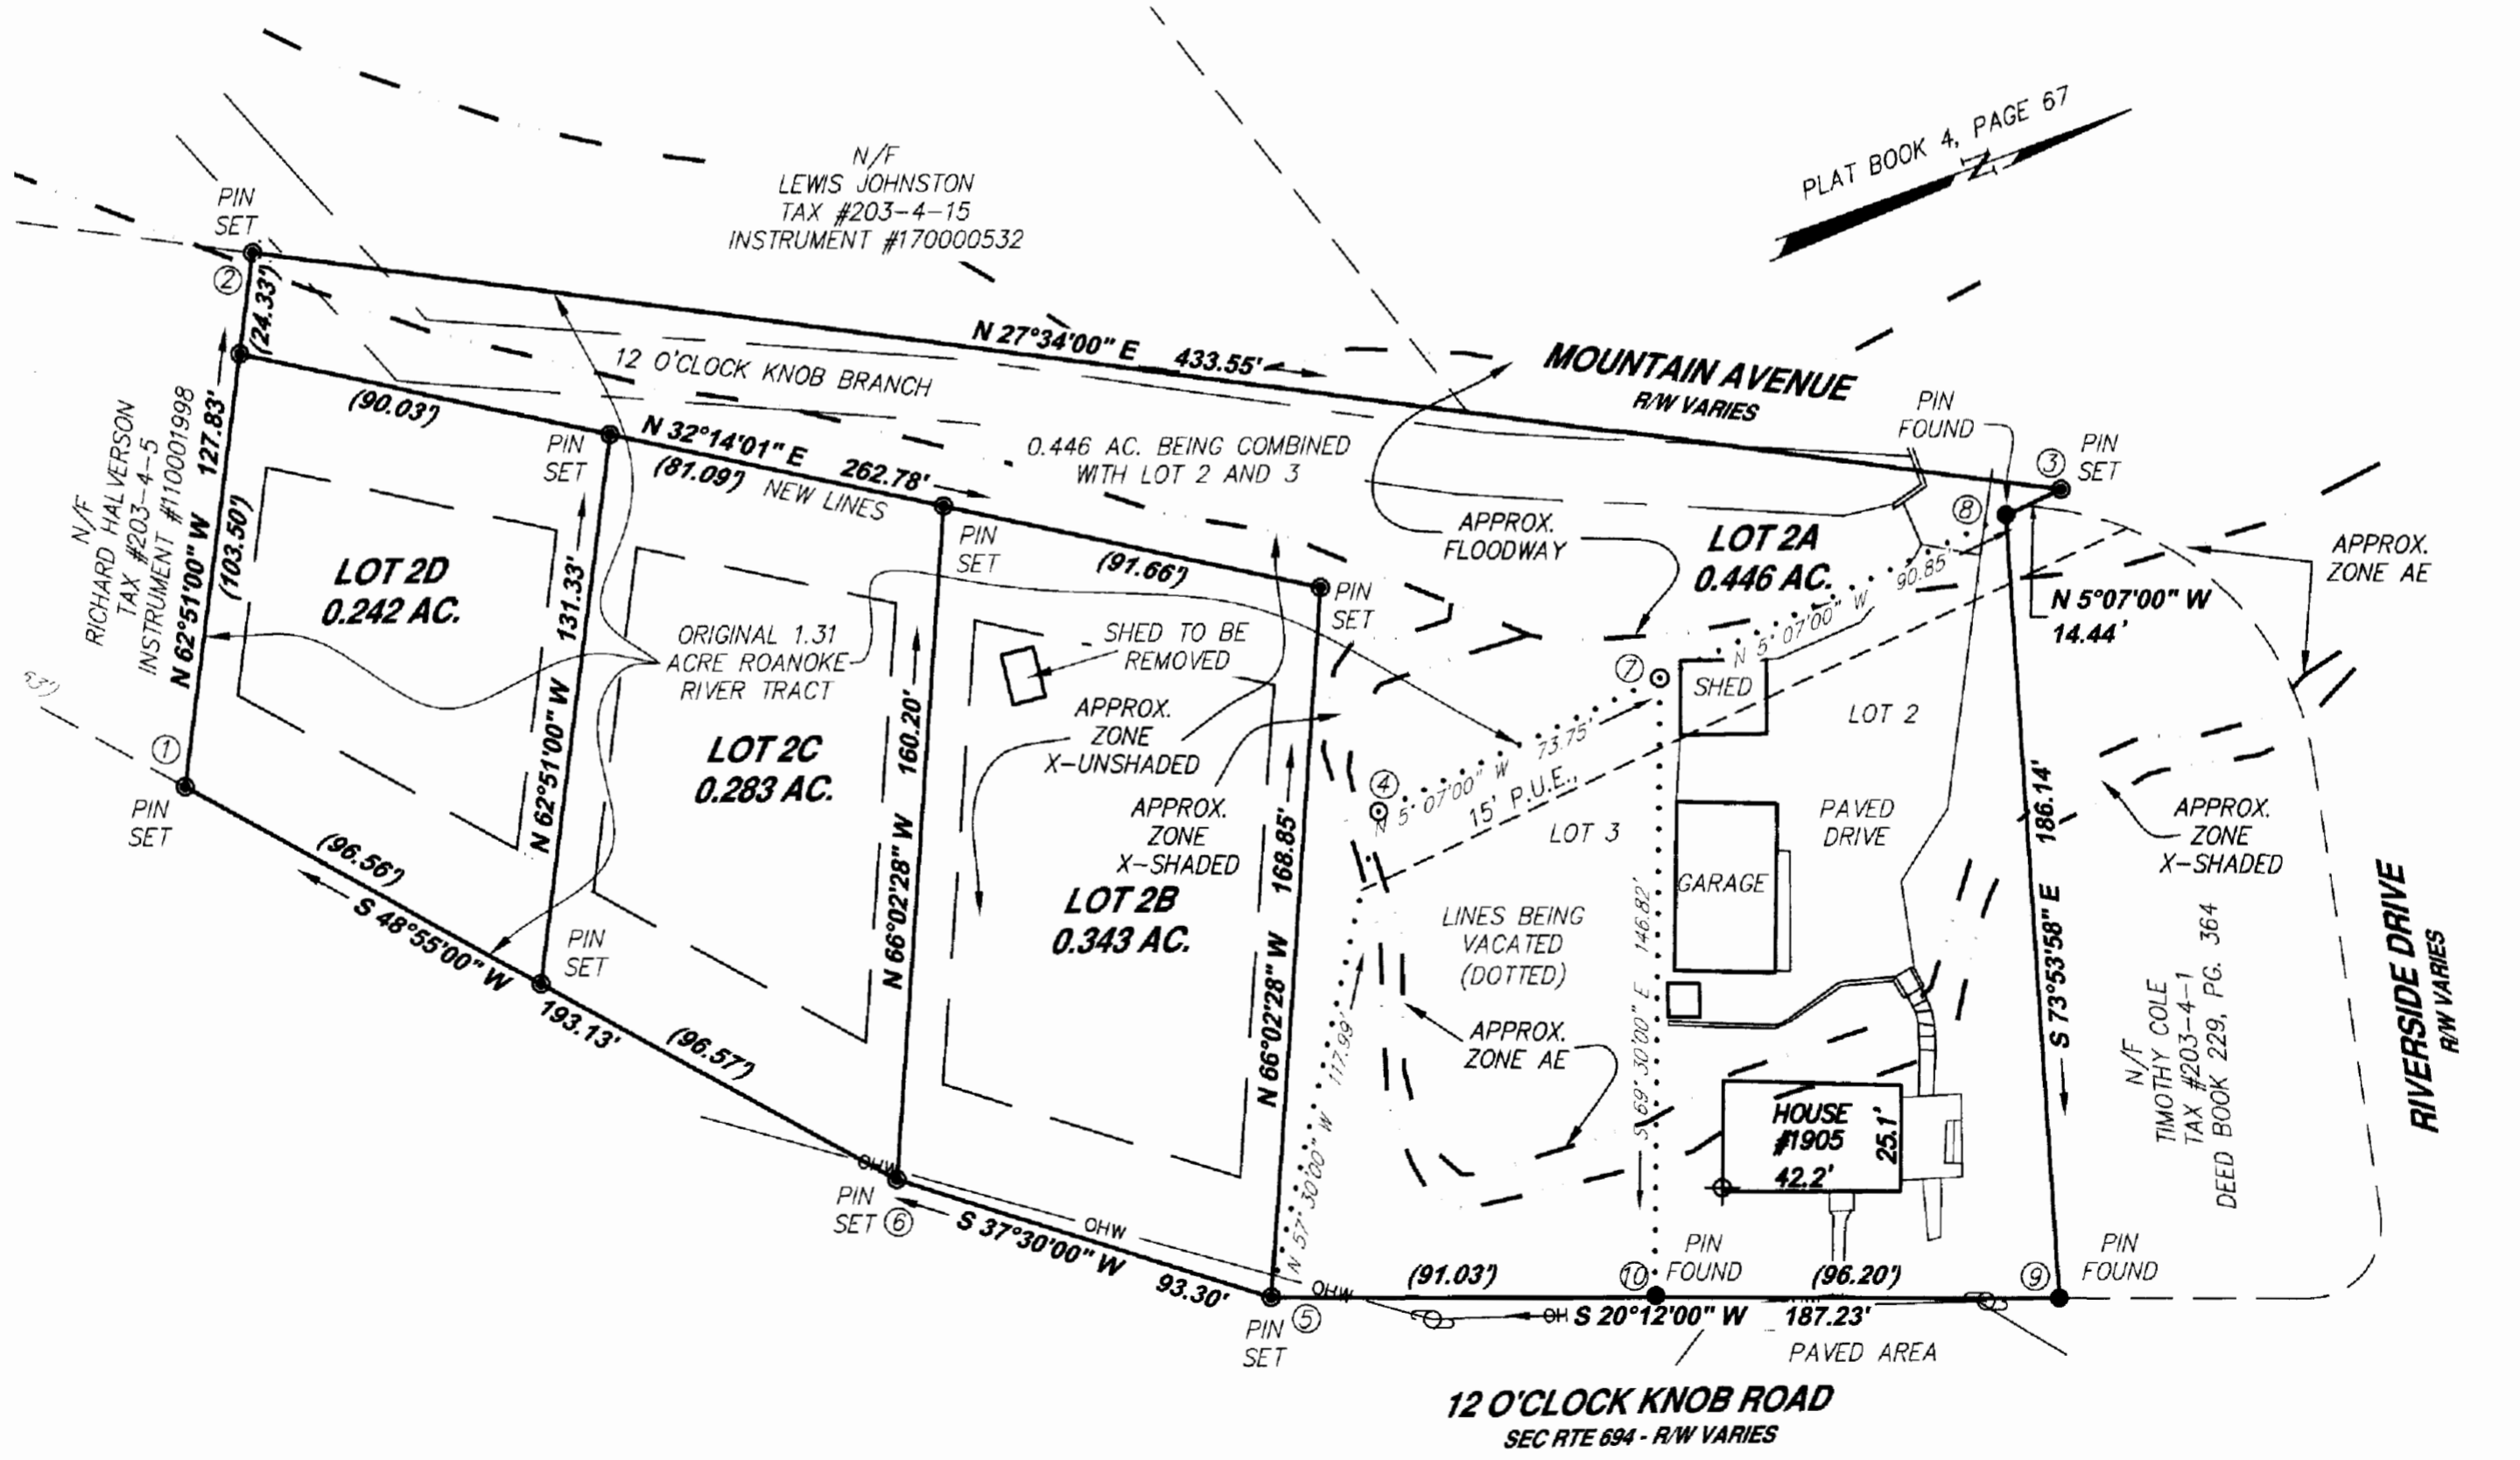 PLAT BOOK 4, PAGE 67
N
N/F
LEWIS JOHNSTON
TAX #203-4-15
INSTRUMENT #170000532
PIN
SET
2
(24.33')
N 27°34'00" E 433.55'
MOUNTAIN AVENUE
R/W VARIES
PIN
FOUND
3
PIN
SET
8
12 O'CLOCK KNOB BRANCH
(90.03')
N 32°14'01" E 262.78'
(81.09')
NEW LINES
PIN
SET
0.446 AC. BEING COMBINED
WITH LOT 2 AND 3
N/F
RICHARD HALVERSON
TAX #203-4-5
INSTRUMENT #110001998
N 62°51'00" W 127.83'
(103.50')
LOT 2D
0.242 AC.
N 62°51'00" W 131.33'
PIN
SET
(91.66')
PIN
SET
APPROX.
FLOODWAY
LOT 2A
0.446 AC.
N 5°07'00" W 90.85'
APPROX.
ZONE AE
N 5°07'00" W
14.44'
ORIGINAL 1.31
ACRE ROANOKE
RIVER TRACT
SHED TO BE
REMOVED
7
SHED
LOT 2
63')
1
PIN
SET
LOT 2C
0.283 AC.
N 66°02'28" W 160.20'
APPROX.
ZONE
X-UNSHADED
APPROX.
ZONE
X-SHADED
LOT 2B
0.343 AC.
N 66°02'28" W 168.85'
4
N 5°07'00" W 73.75'
15' P.U.E.
LOT 3
GARAGE
PAVED
DRIVE
S 73°53'58" E 186.14'
APPROX.
ZONE
X-SHADED
RIVERSIDE DRIVE
R/W VARIES
(96.56')
S 48°55'00" W
193.13'
PIN
SET
(96.57')
LINES BEING
VACATED
(DOTTED)
APPROX.
ZONE AE
S 69°30'00" E 146.82'
N 57°30'00" W 117.99'
HOUSE
#1905
42.2'
25.1'
N/F
TIMOTHY COLE
TAX #203-4-1
DEED BOOK 229, PG. 364
OHW
PIN
SET
6
OHW
S 37°30'00" W
93.30'
OHW
PIN
SET
5
(91.03')
10
PIN
FOUND
(96.20')
9
PIN
FOUND
OH
S 20°12'00" W 187.23'
PAVED AREA
12 O'CLOCK KNOB ROAD
SEC RTE 694 - R/W VARIES